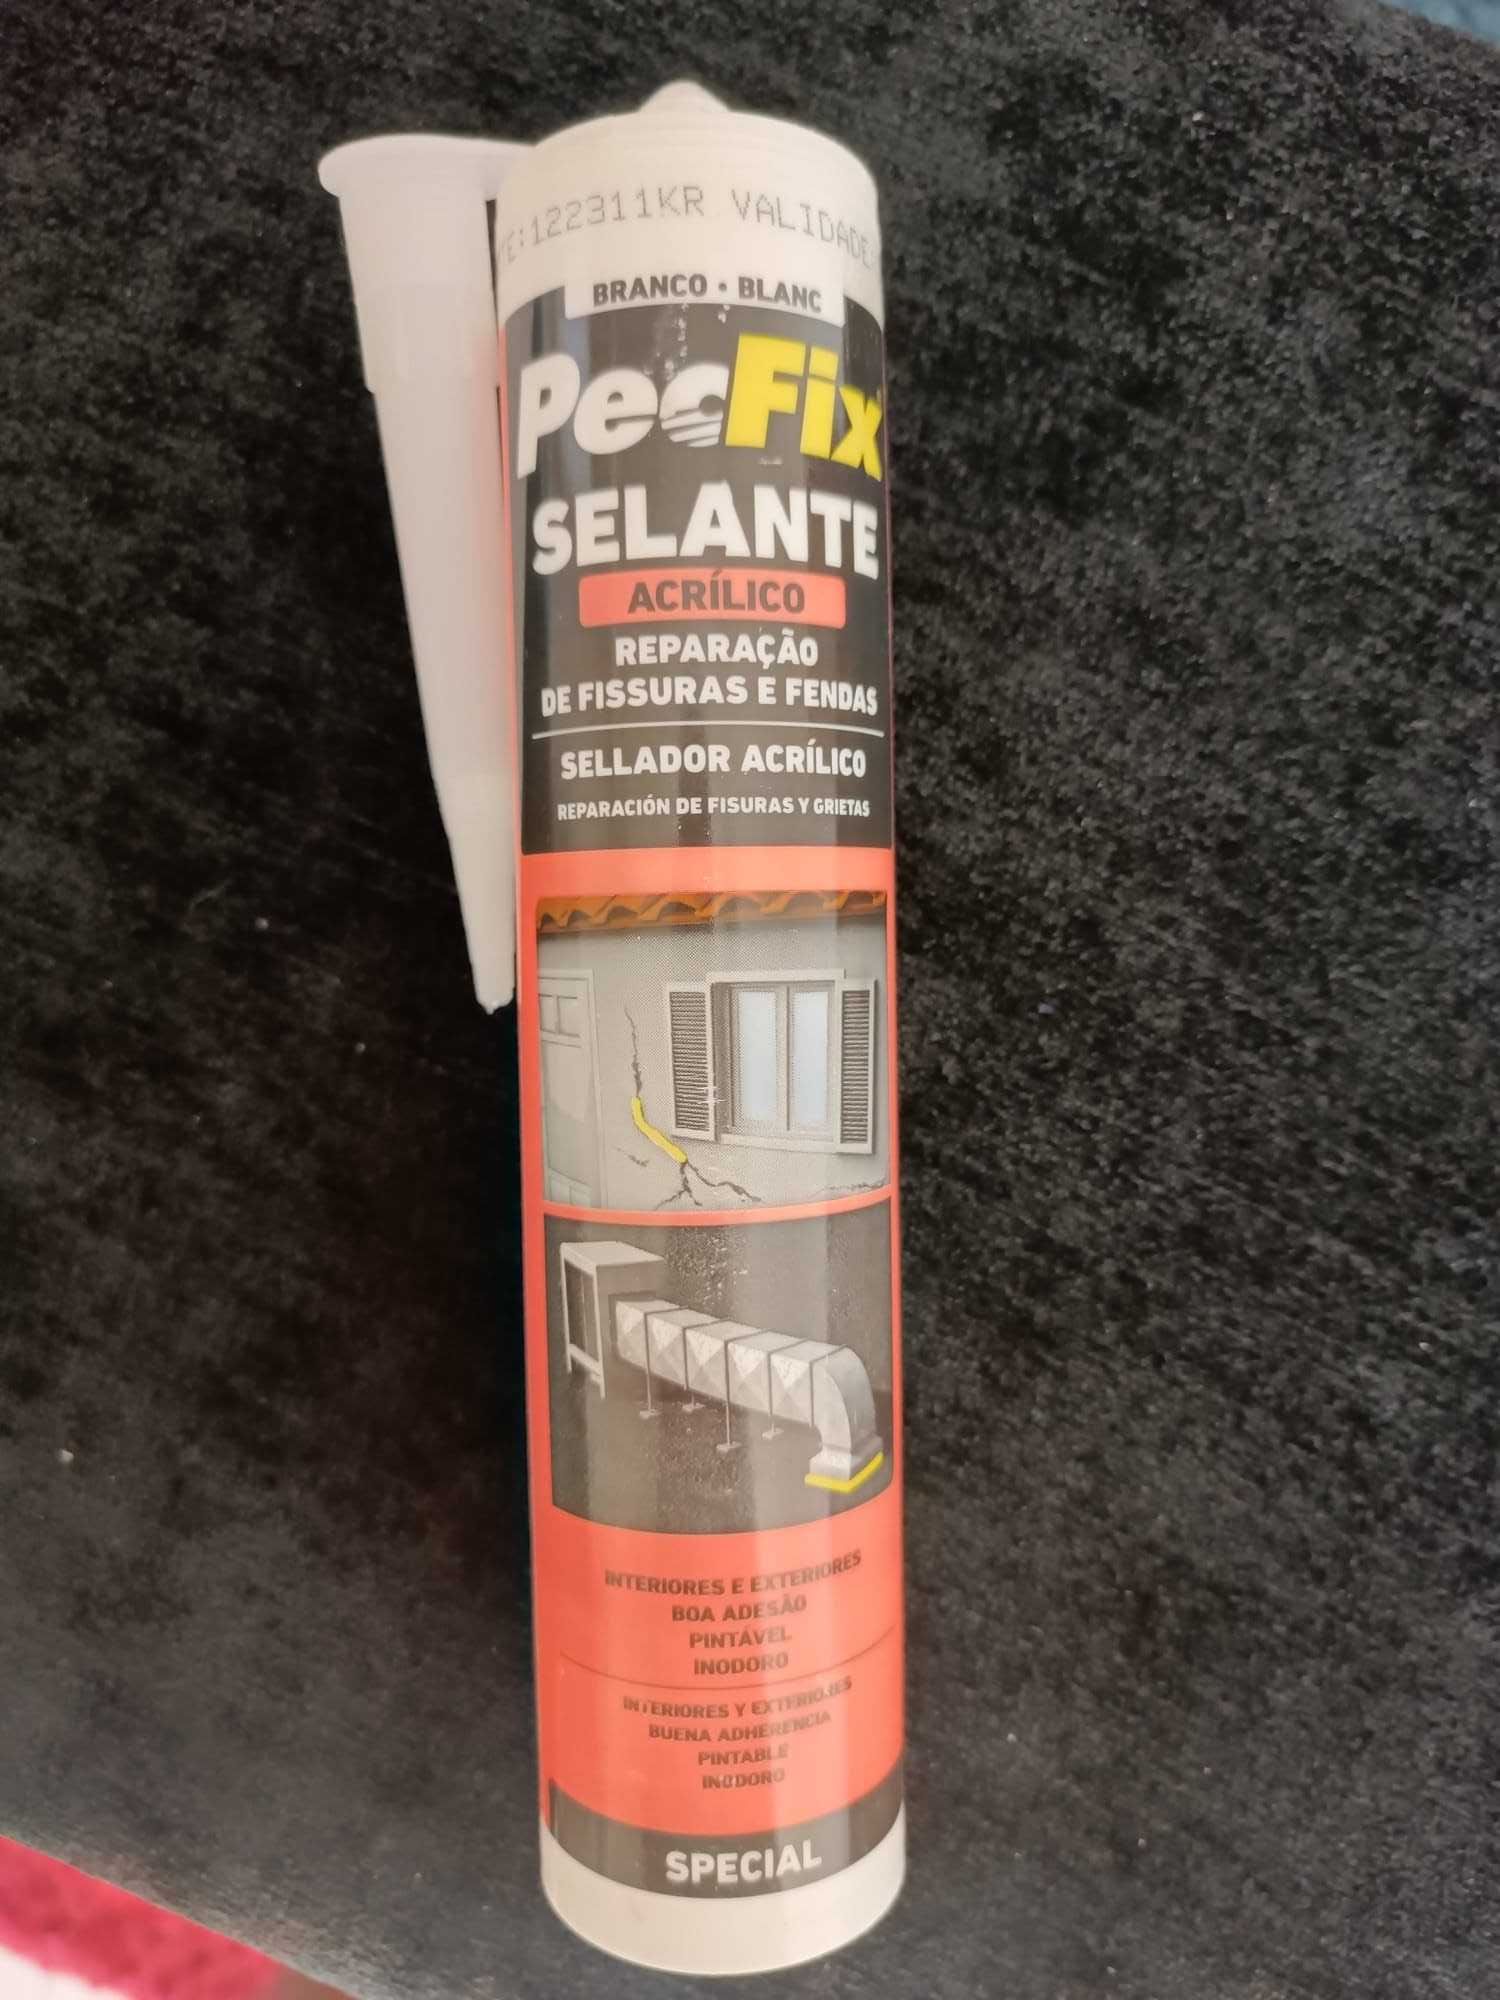 E:122311KR VALIDADE
BRANCO • BLANC
PecFix
SELANTE
ACRÍLICO
REPARAÇÃO
DE FISSURAS E FENDAS
SELLADOR ACRÍLICO
REPARACIÓN DE FISURAS Y GRIETAS
INTERIORES E EXTERIORES
BOA ADESÃO
PINTÁVEL
INODORO
INTERIORES Y EXTERIORES
BUENA ADHERENCIA
PINTABLE
INODORO
SPECIAL